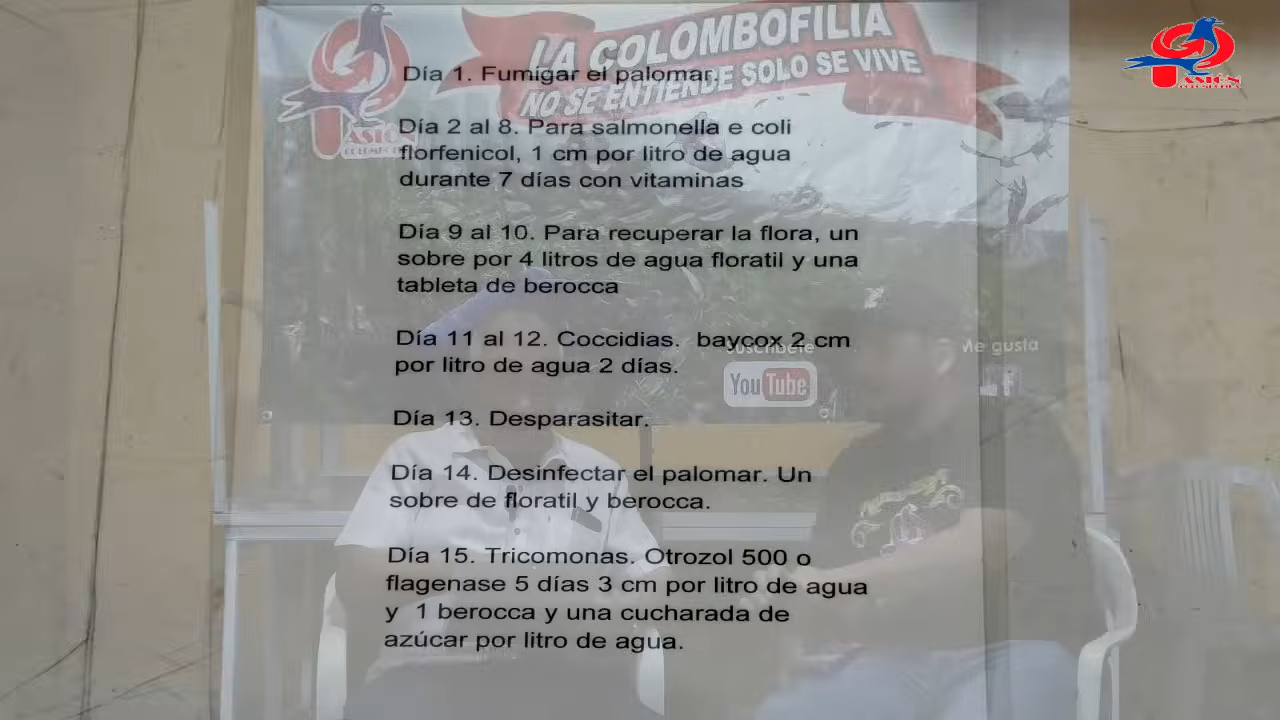 LA COLOMBOFILIA
NO SE ENTIENDE SOLO SE VIVE
ASIÓN
ASIÓN
Día 1. Fumigar el palomar.
Día 2 al 8. Para salmonella e coli
florfenicol, 1 cm por litro de agua
durante 7 días con vitaminas
Día 9 al 10. Para recuperar la flora, un
sobre por 4 litros de agua floratil y una
tableta de berocca
Día 11 al 12. Coccidias. baycox 2 cm
por litro de agua 2 días.
Suscríbete
Me gusta
YouTube
Día 13. Desparasitar.
Día 14. Desinfectar el palomar. Un
sobre de floratil y berocca.
Día 15. Tricomonas. Otrozol 500 o
flagenase 5 días 3 cm por litro de agua
y 1 berocca y una cucharada de
azúcar por litro de agua.